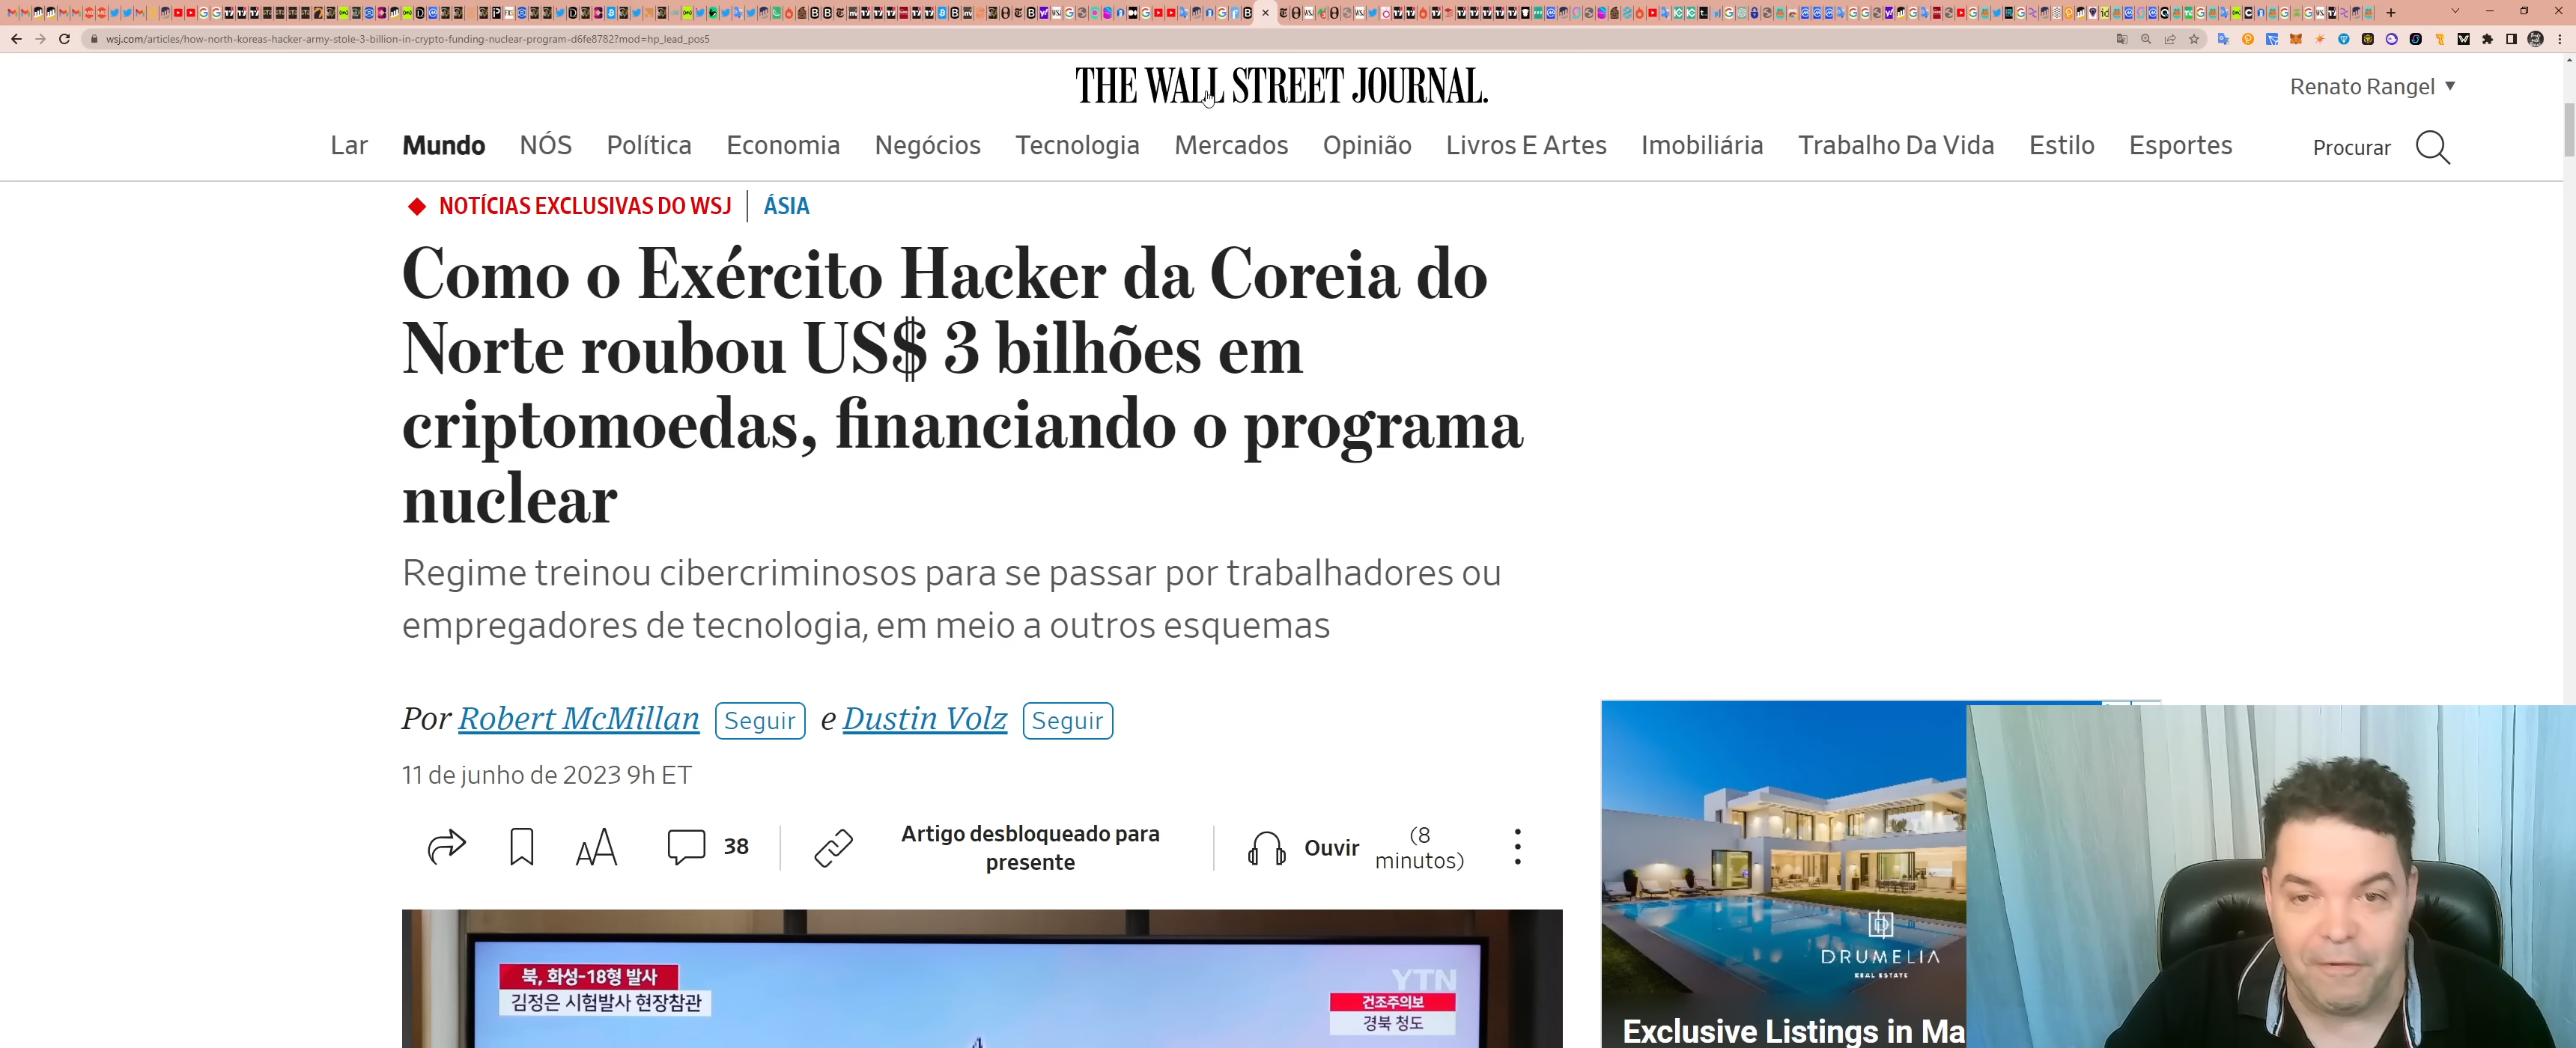 wsj.com/articles/how-north-koreas-hacker-army-stole-3-billion-in-crypto-funding-nuclear-program-d6fe8782?mod=hp_lead_pos5
THE WALL STREET JOURNAL.
Renato Rangel
Lar Mundo NÓS Política Economia Negócios Tecnologia Mercados Opinião Livros E Artes Imobiliária Trabalho Da Vida Estilo Esportes Procurar
NOTÍCIAS EXCLUSIVAS DO WSJ | ÁSIA
Como o Exército Hacker da Coreia do
Norte roubou US$ 3 bilhões em
criptomoedas, financiando o programa
nuclear
Regime treinou cibercriminosos para se passar por trabalhadores ou
empregadores de tecnologia, em meio a outros esquemas
Por Robert McMillan Seguir e Dustin Volz Seguir
11 de junho de 2023 9h ET
38
Artigo desbloqueado para
presente
Ouvir
(8
minutos)
북, 화성-18형 발사
김정은 시험발사 현장참관
YTN
건조주의보
경북 청도
DRUMELIA
REAL ESTATE
Exclusive Listings in Ma